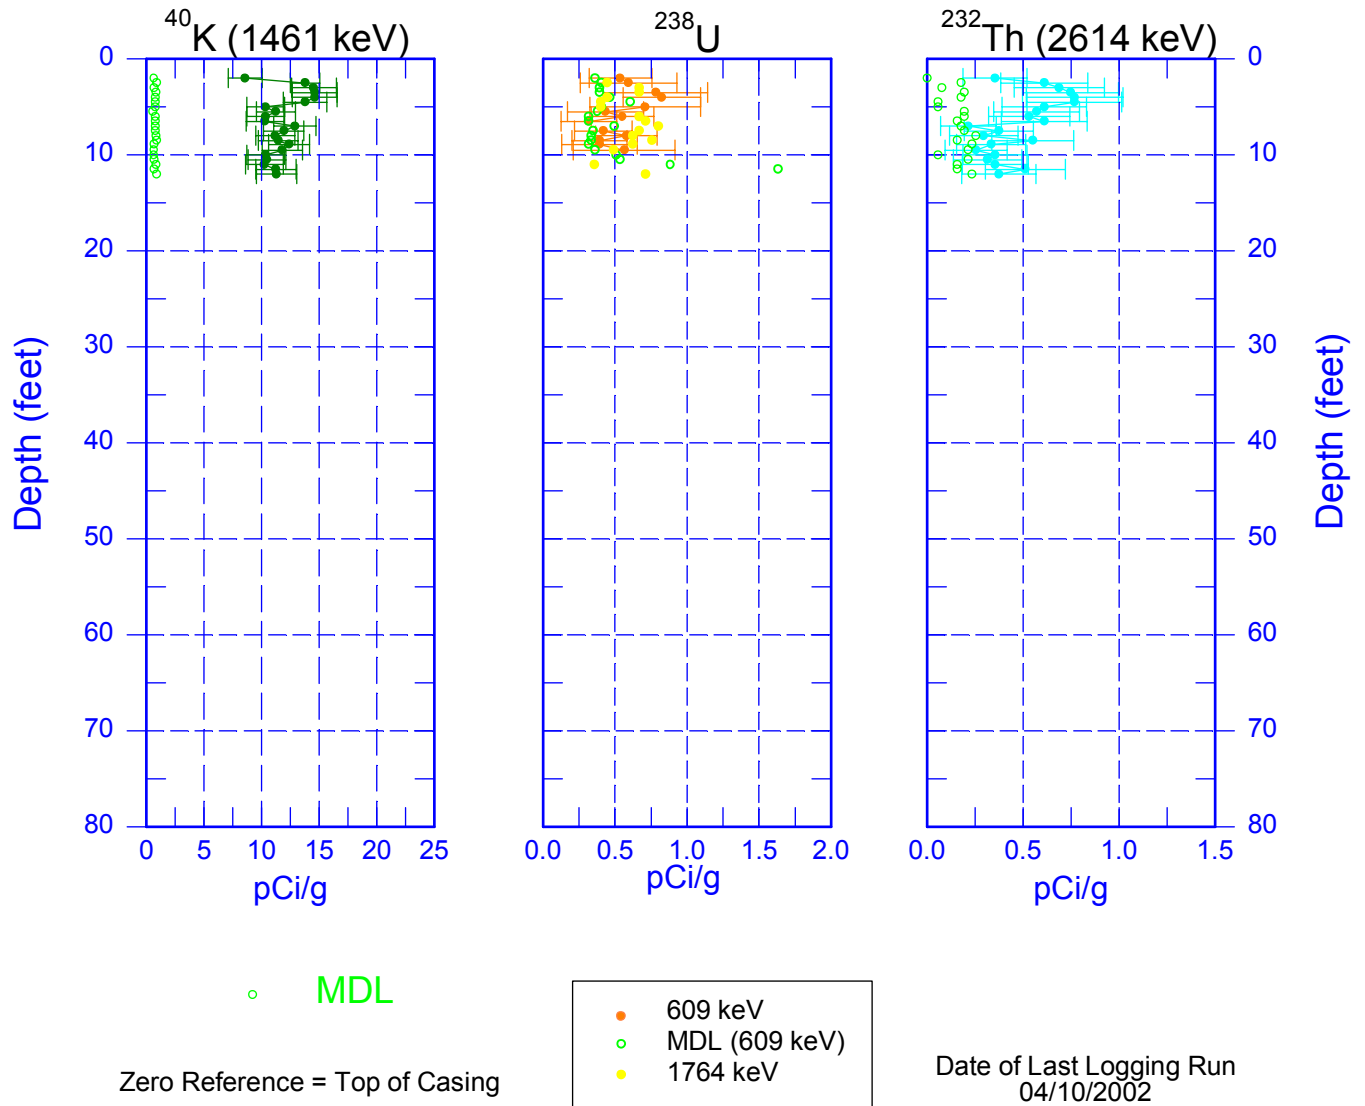 40K (1461 keV)
238U
232Th (2614 keV)
0
10
20
30
40
50
60
70
80
0
10
20
30
40
50
60
70
80
Depth (feet)
Depth (feet)
0 5 10 15 20 25
0.0 0.5 1.0 1.5 2.0
0.0 0.5 1.0 1.5
pCi/g
pCi/g
pCi/g
MDL
609 keV
MDL (609 keV)
1764 keV
Zero Reference = Top of Casing
Date of Last Logging Run
04/10/2002